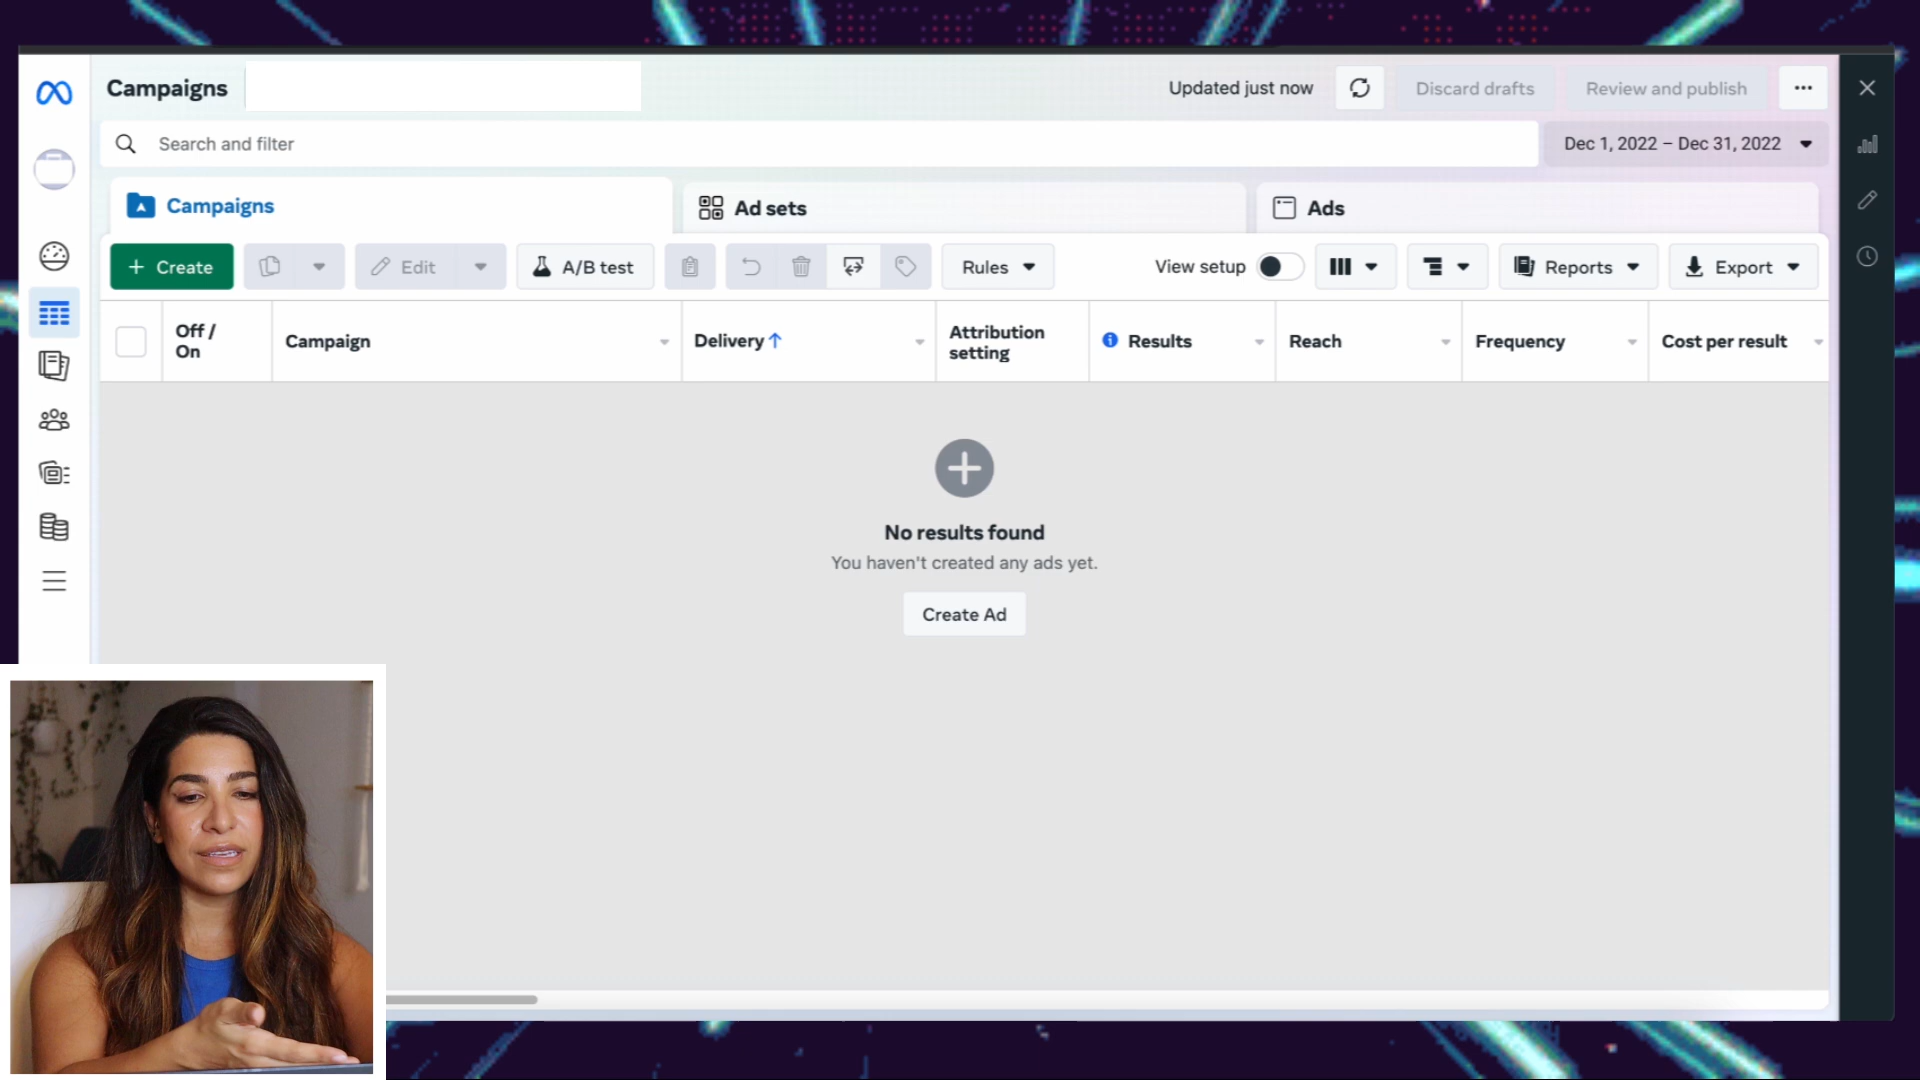 Campaigns
Updated just now
Discard drafts
Review and publish
Search and filter
Dec 1, 2022 – Dec 31, 2022
Campaigns
Ad sets
Ads
+ Create
Edit
A/B test
Rules
View setup
Reports
Export
Off /
On
Campaign
Delivery↑
Attribution
setting
Results
Reach
Frequency
Cost per result
No results found
You haven't created any ads yet.
Create Ad